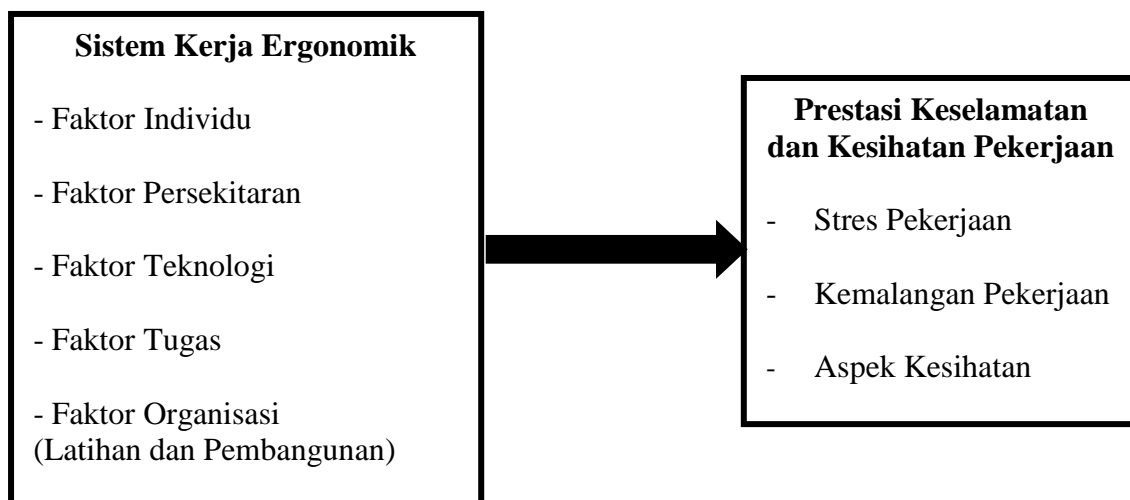 Sistem Kerja Ergonomik
- Faktor Individu
- Faktor Persekitaran
- Faktor Teknologi
- Faktor Tugas
- Faktor Organisasi
(Latihan dan Pembangunan)
Prestasi Keselamatan
dan Kesihatan Pekerjaan
- Stres Pekerjaan
- Kemalangan Pekerjaan
- Aspek Kesihatan